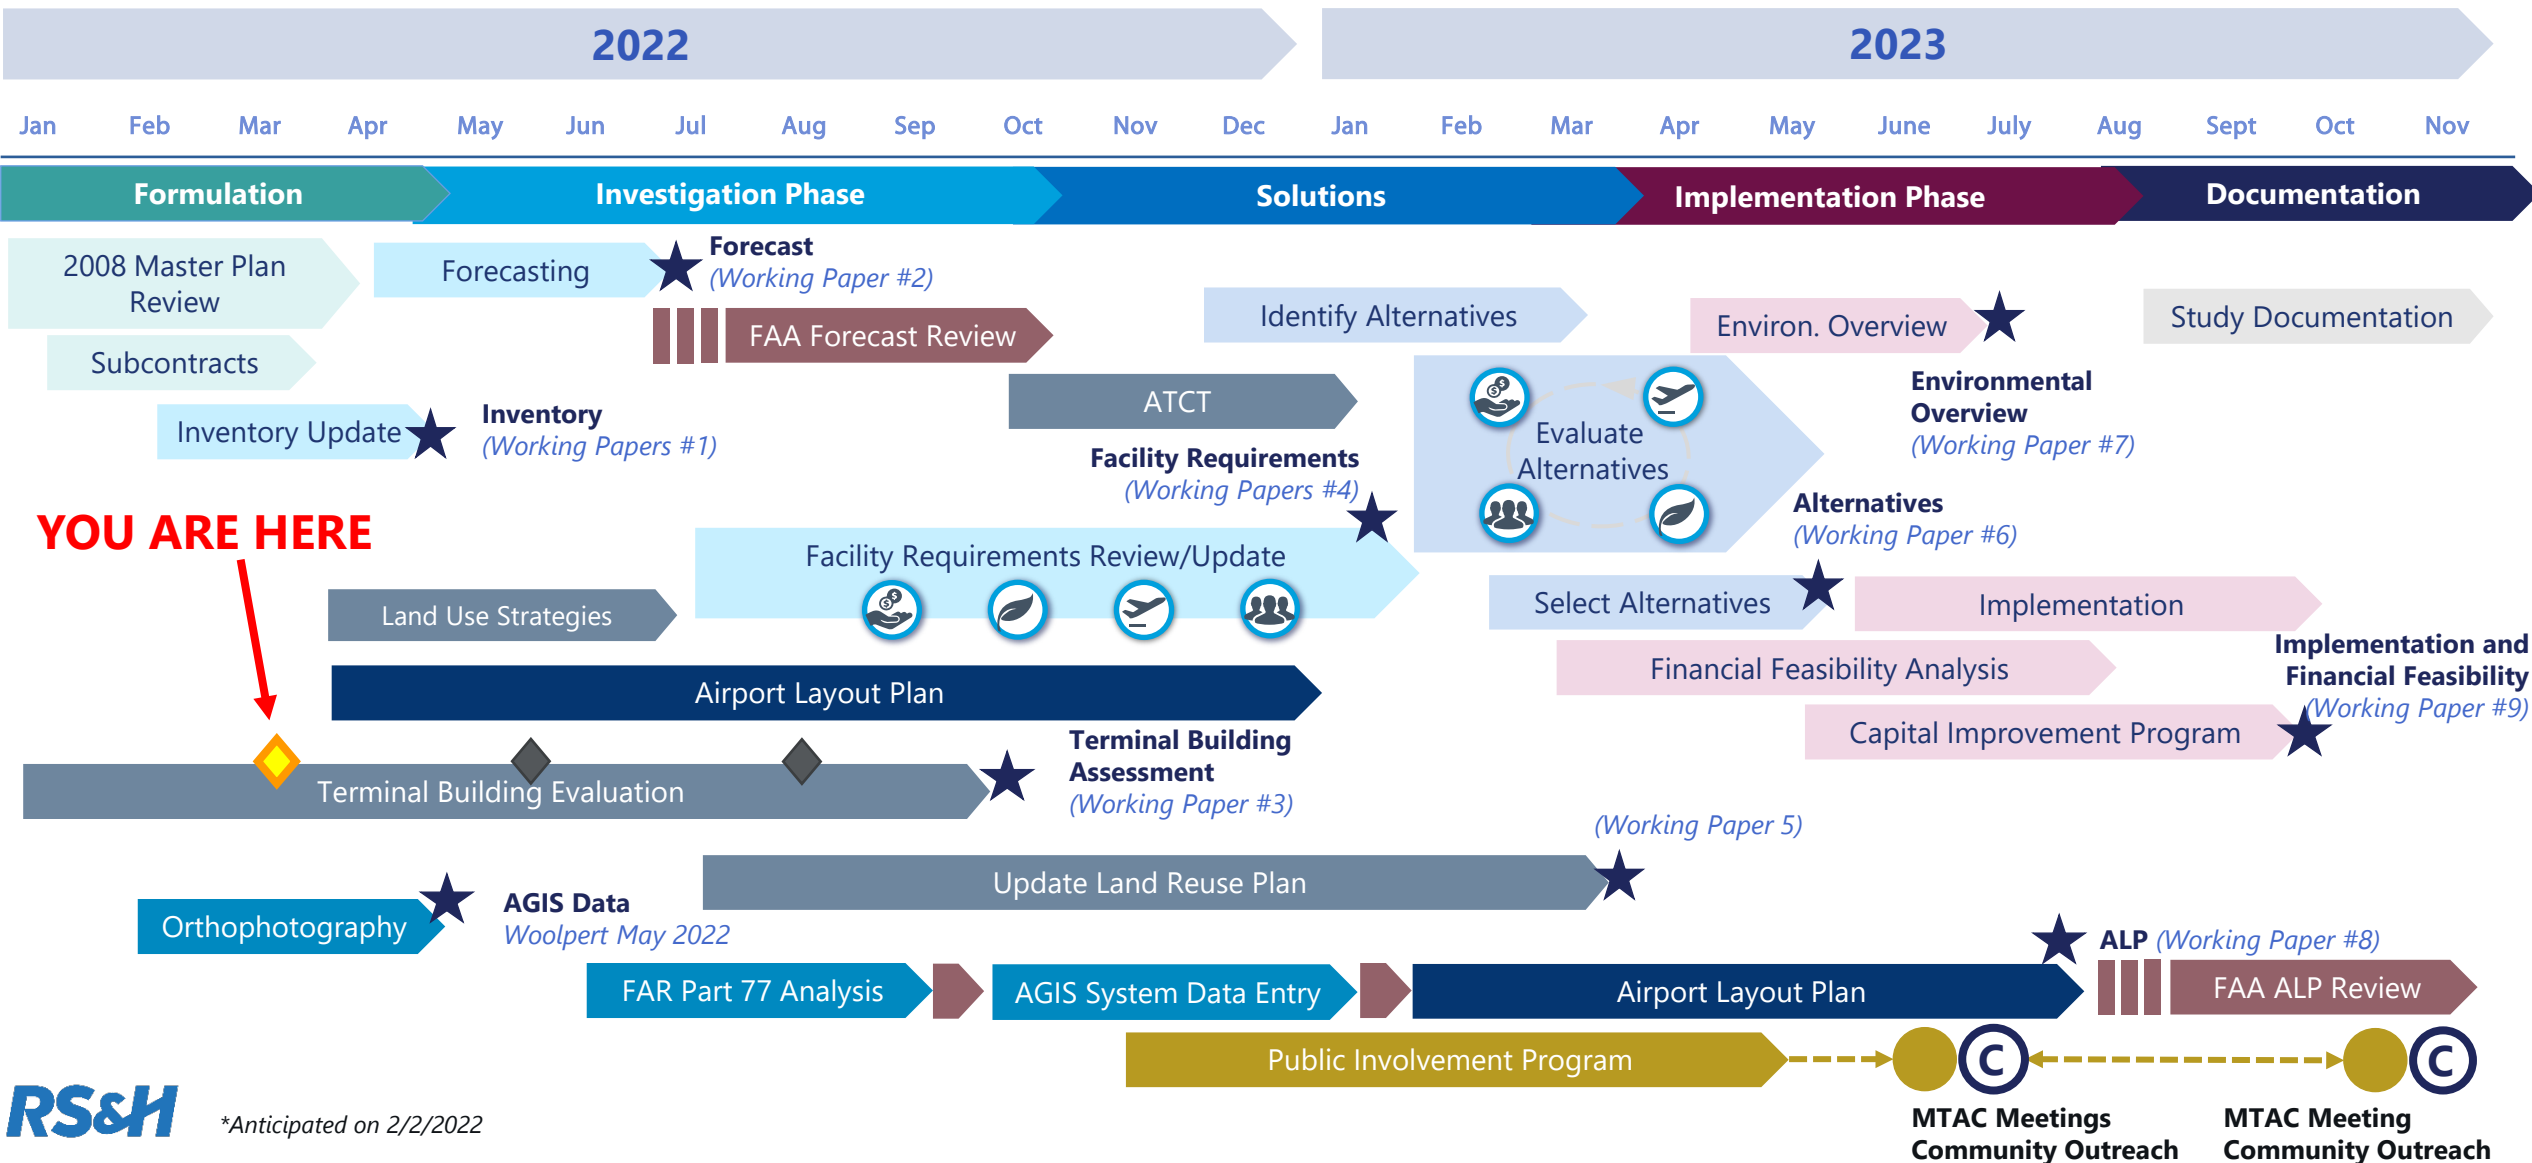 2022
2023
Jan Feb Mar Apr May Jun Jul Aug Sep Oct Nov Dec Jan Feb Mar Apr May June July Aug Sept Oct Nov
Formulation
Investigation Phase
Solutions
Implementation Phase
Documentation
2008 Master Plan
Review
Forecasting
Forecast
(Working Paper #2)
FAA Forecast Review
Identify Alternatives
Environ. Overview
Study Documentation
Subcontracts
ATCT
Environmental
Overview
(Working Paper #7)
Inventory Update
Inventory
(Working Papers #1)
Evaluate
Alternatives
Facility Requirements
(Working Papers #4)
Alternatives
(Working Paper #6)
YOU ARE HERE
Facility Requirements Review/Update
Land Use Strategies
Select Alternatives
Implementation
Implementation and
Financial Feasibility
(Working Paper #9)
Financial Feasibility Analysis
Airport Layout Plan
Capital Improvement Program
Terminal Building
Assessment
(Working Paper #3)
Terminal Building Evaluation
(Working Paper 5)
Update Land Reuse Plan
Orthophotography
AGIS Data
Woolpert May 2022
ALP (Working Paper #8)
FAR Part 77 Analysis
AGIS System Data Entry
Airport Layout Plan
FAA ALP Review
Public Involvement Program
C
C
MTAC Meetings
Community Outreach
MTAC Meeting
Community Outreach
RS&H
*Anticipated on 2/2/2022